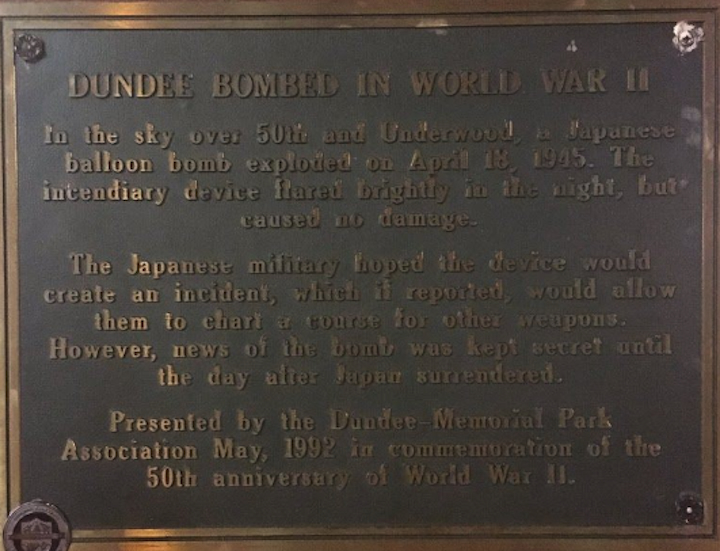 DUNDEE BOMBED IN WORLD WAR II
In the sky over 50th and Underwood, a Japanese
balloon bomb exploded on April 18, 1945. The
incendiary device flared brightly in the night, but
caused no damage.
The Japanese military hoped the device would
create an incident, which if reported, would allow
them to chart a course for other weapons.
However, news of the bomb was kept secret until
the day after Japan surrendered.
Presented by the Dundee-Memorial Park
Association May, 1992 in commemoration of the
50th anniversary of World War II.